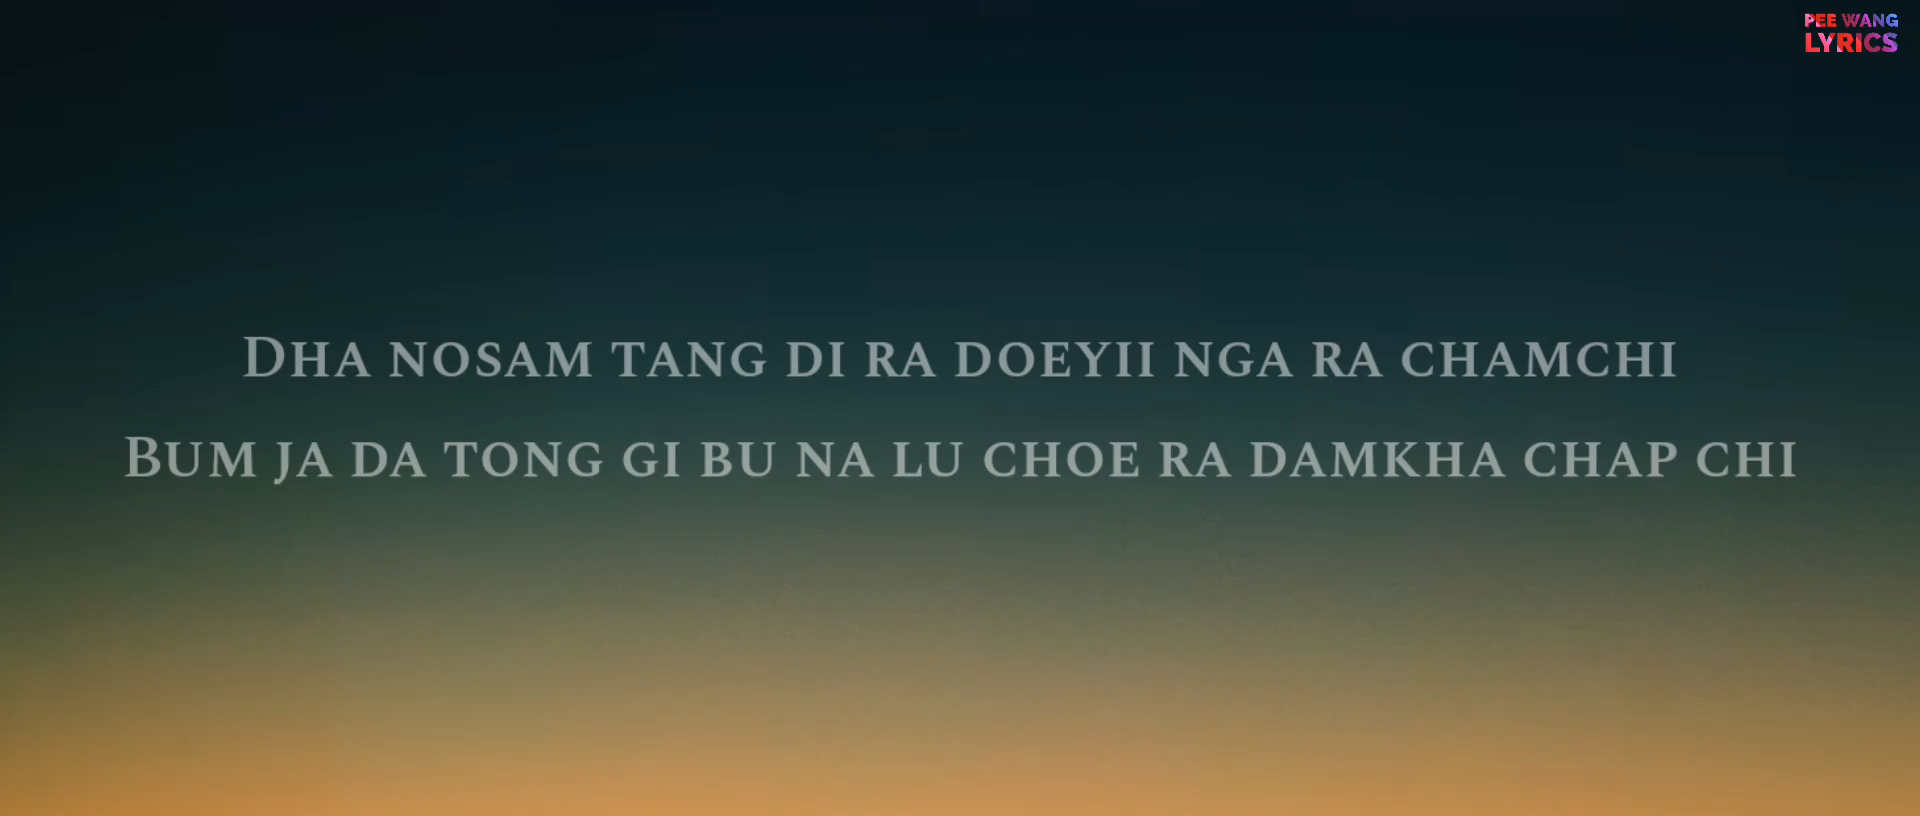 PEE WANG
LYRICS
Dha nosam tang di ra doeyii nga ra chamchi
Bum ja da tong gi bu na lu choe ra damkha chap chi